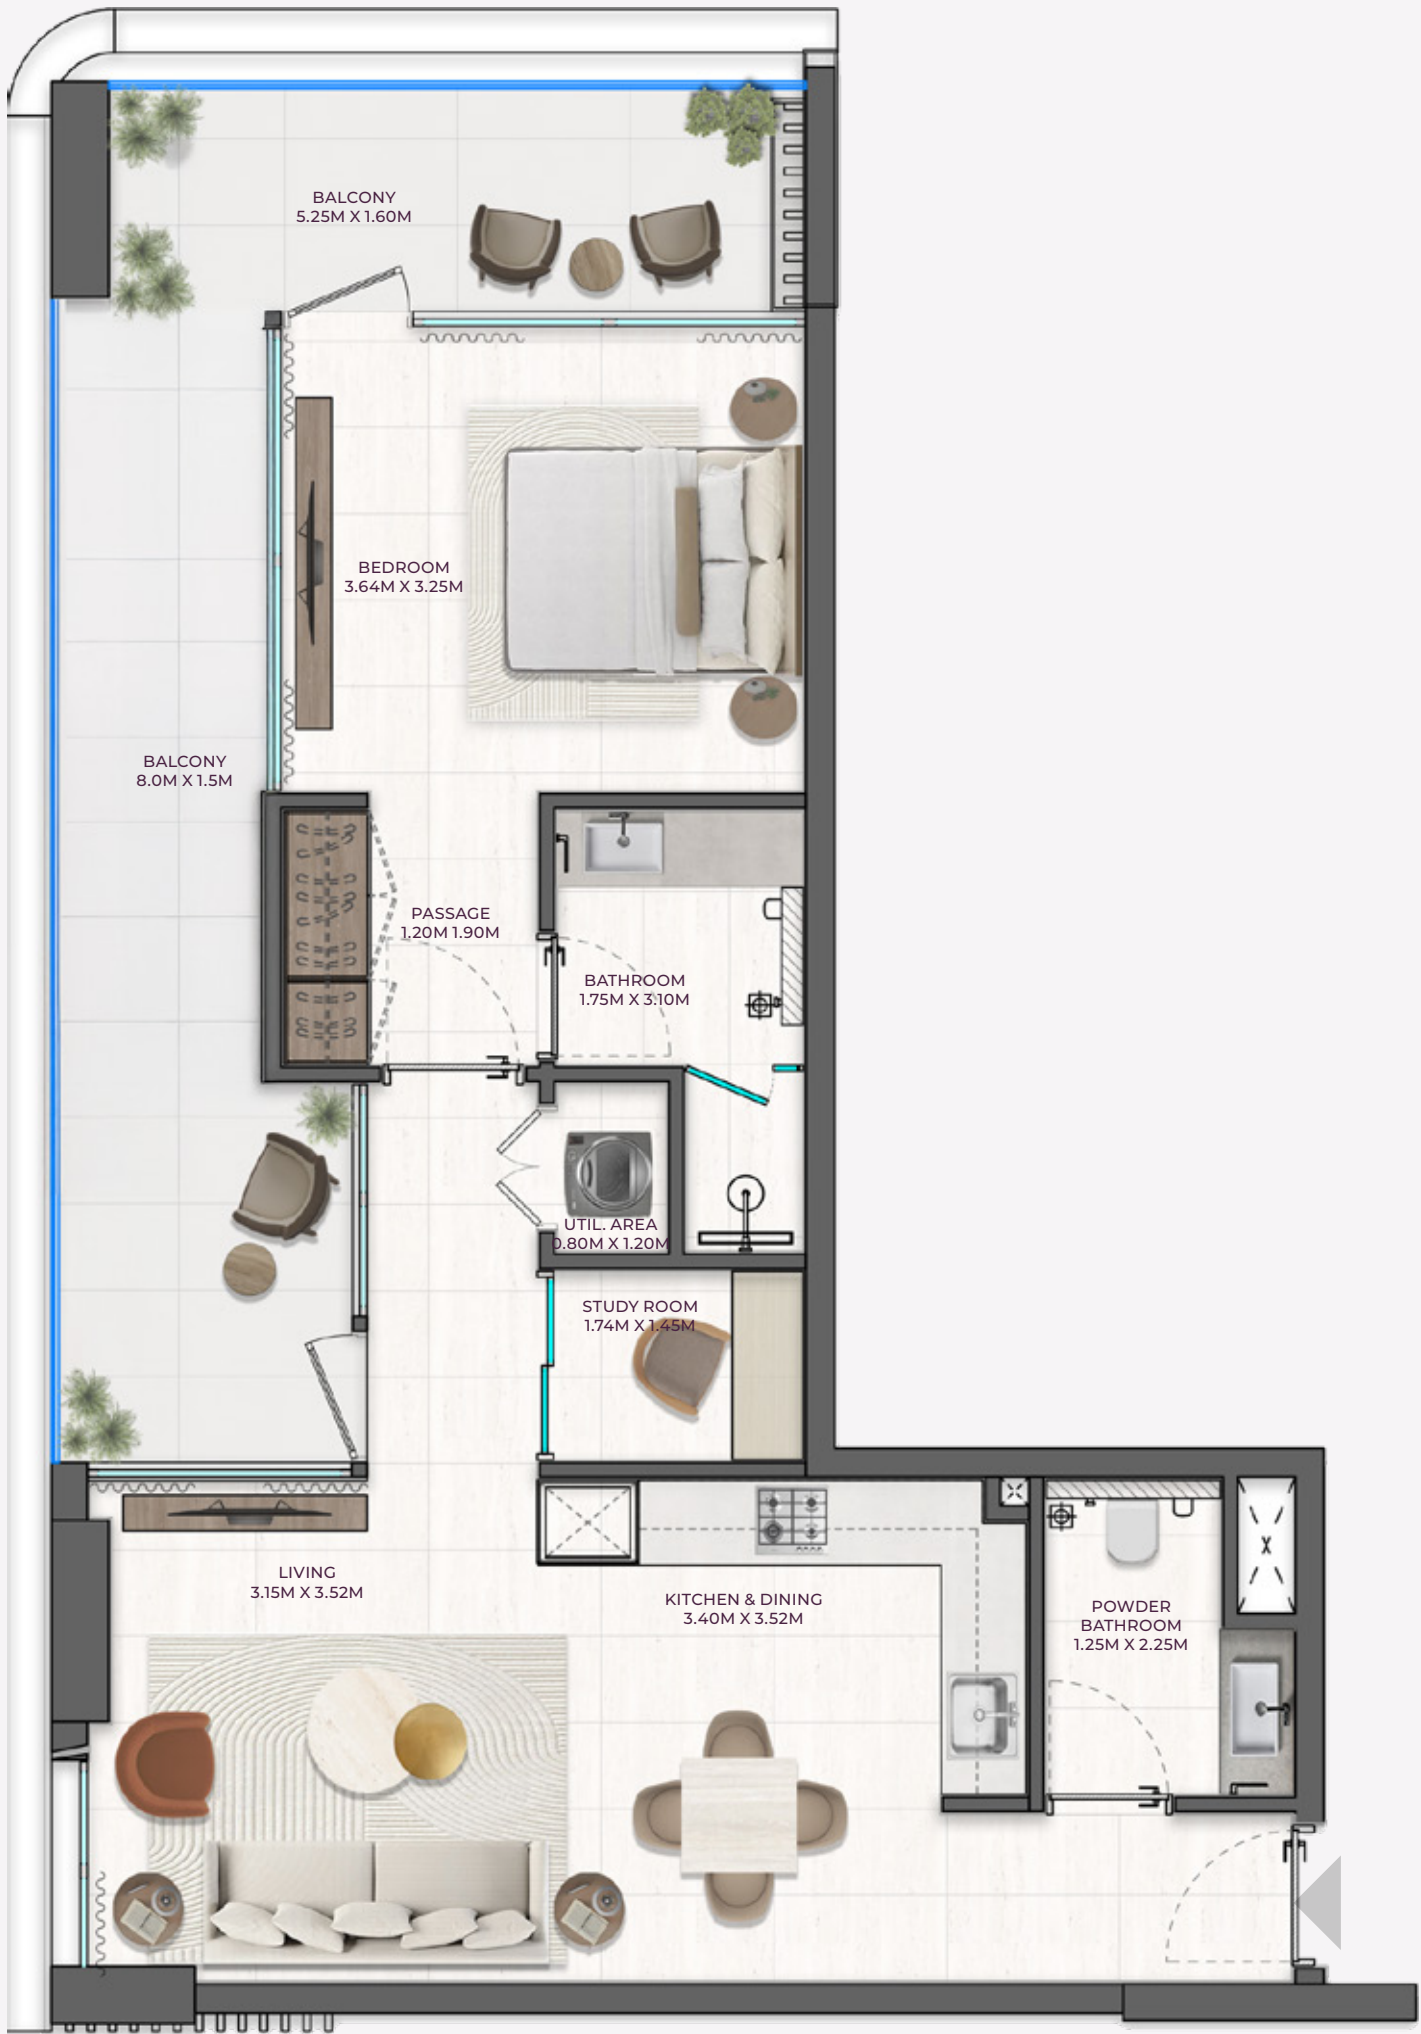 BALCONY
5.25M X 1.60M
BEDROOM
3.64M X 3.25M
BALCONY
8.0M X 1.5M
PASSAGE
1.20M 1.90M
BATHROOM
1.75M X 3.10M
UTIL. AREA
0.80M X 1.20M
STUDY ROOM
1.74M X 1.45M
LIVING
3.15M X 3.52M
KITCHEN & DINING
3.40M X 3.52M
POWDER
BATHROOM
1.25M X 2.25M